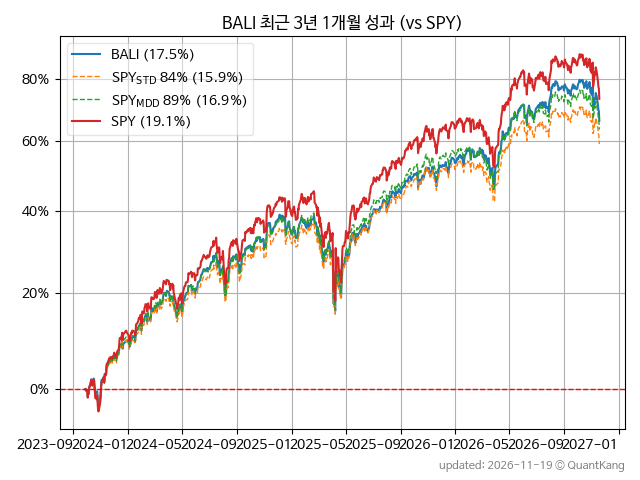 BALI 최근 3년 1개월 성과 (vs SPY)
BALI (17.5%)
SPYSTD 84% (15.9%)
SPYMDD 89% (16.9%)
SPY (19.1%)
80%
60%
40%
20%
0%
2023-09 2024-01 2024-05 2024-09 2025-01 2025-05 2025-09 2026-01 2026-05 2026-09 2027-01
updated: 2026-11-19 © QuantKang